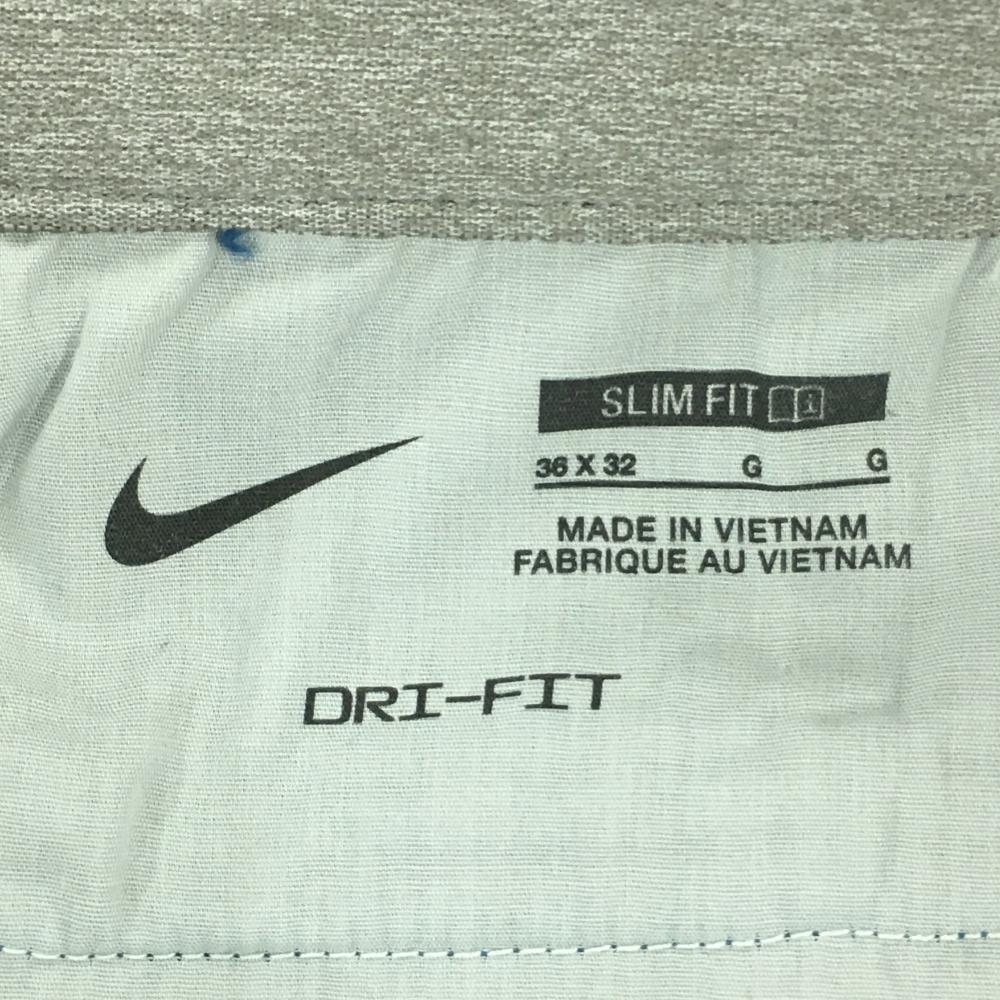 SLIM FIT
36 X 32 G G
MADE IN VIETNAM
FABRIQUE AU VIETNAM
DRI-FIT